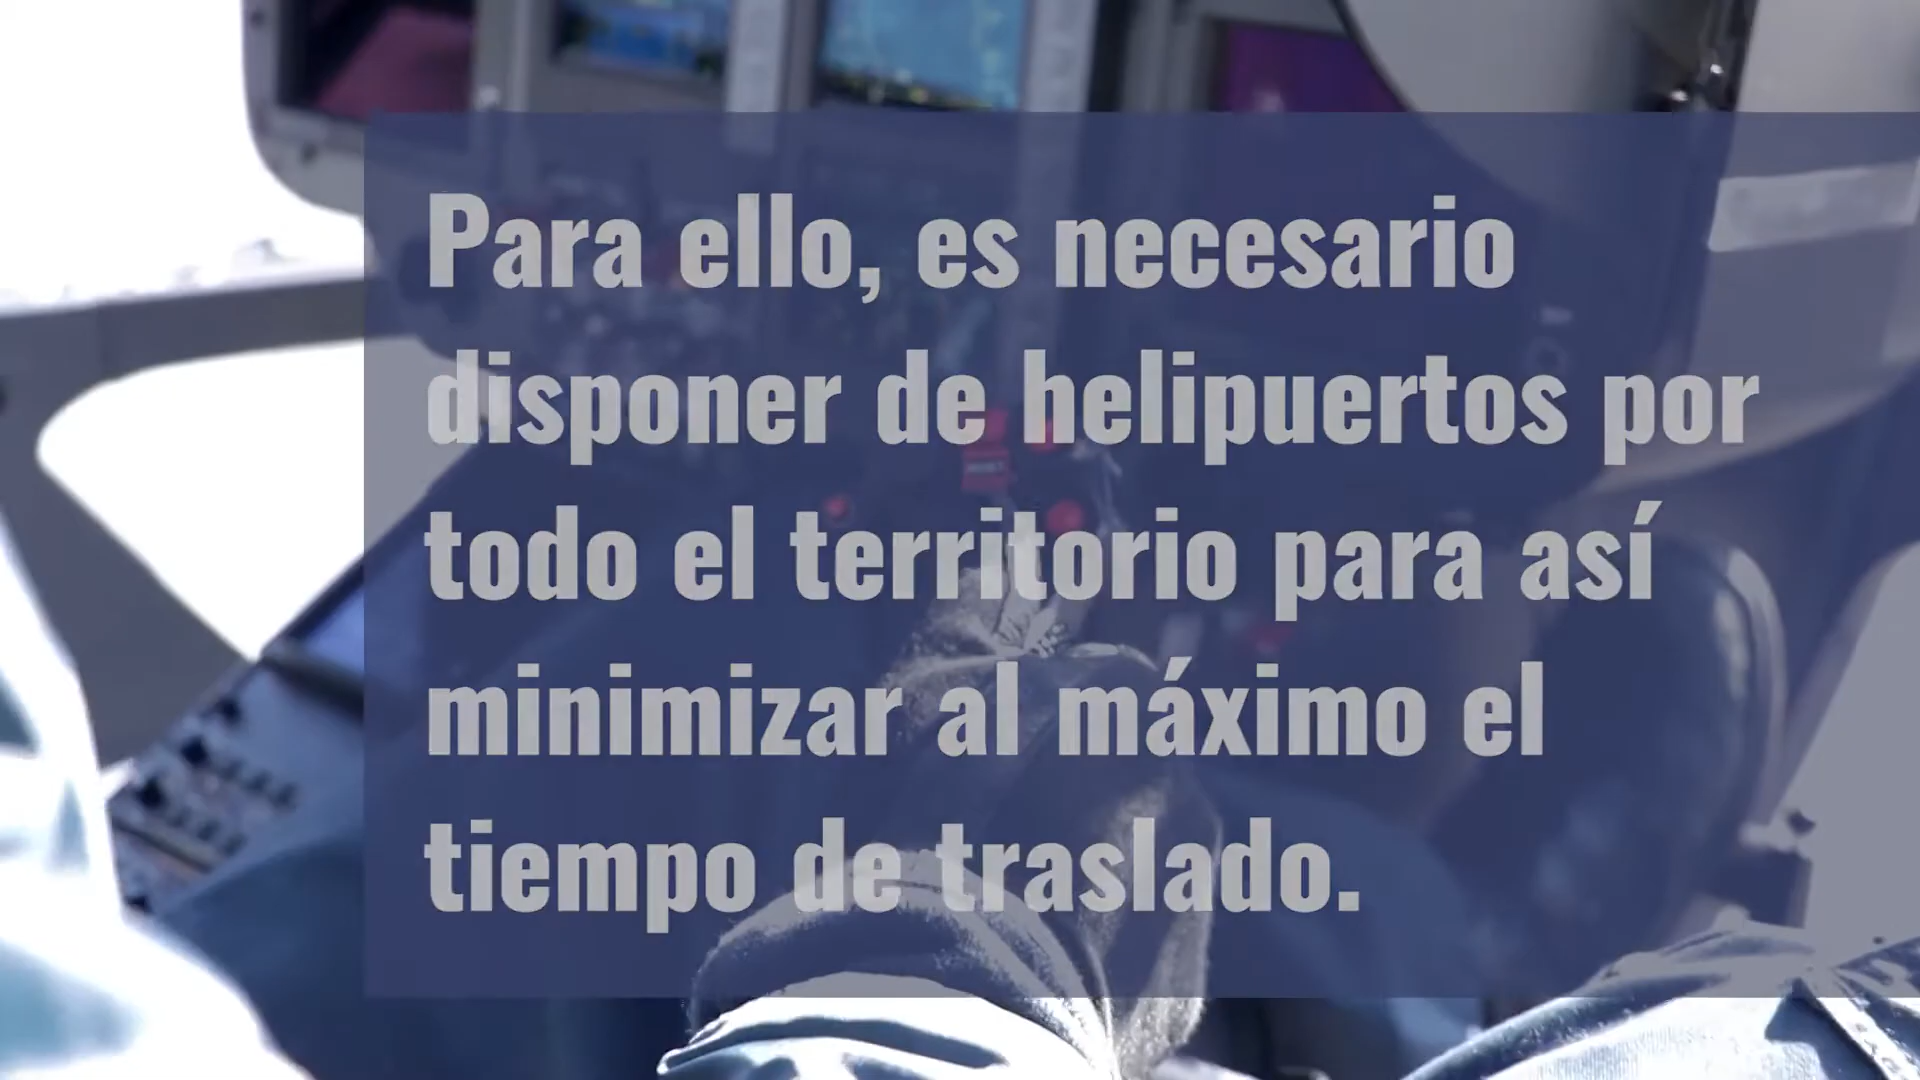 Para ello, es necesario
disponer de helipuertos por
todo el territorio para así
minimizar al máximo el
tiempo de traslado.